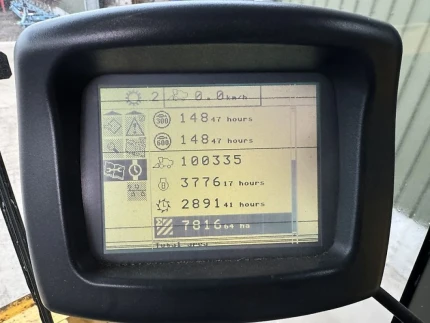 2 0.0 km/h
300 148 47 hours
600 148 47 hours
100335
3776 17 hours
2891 41 hours
7816 64 ha
Total area